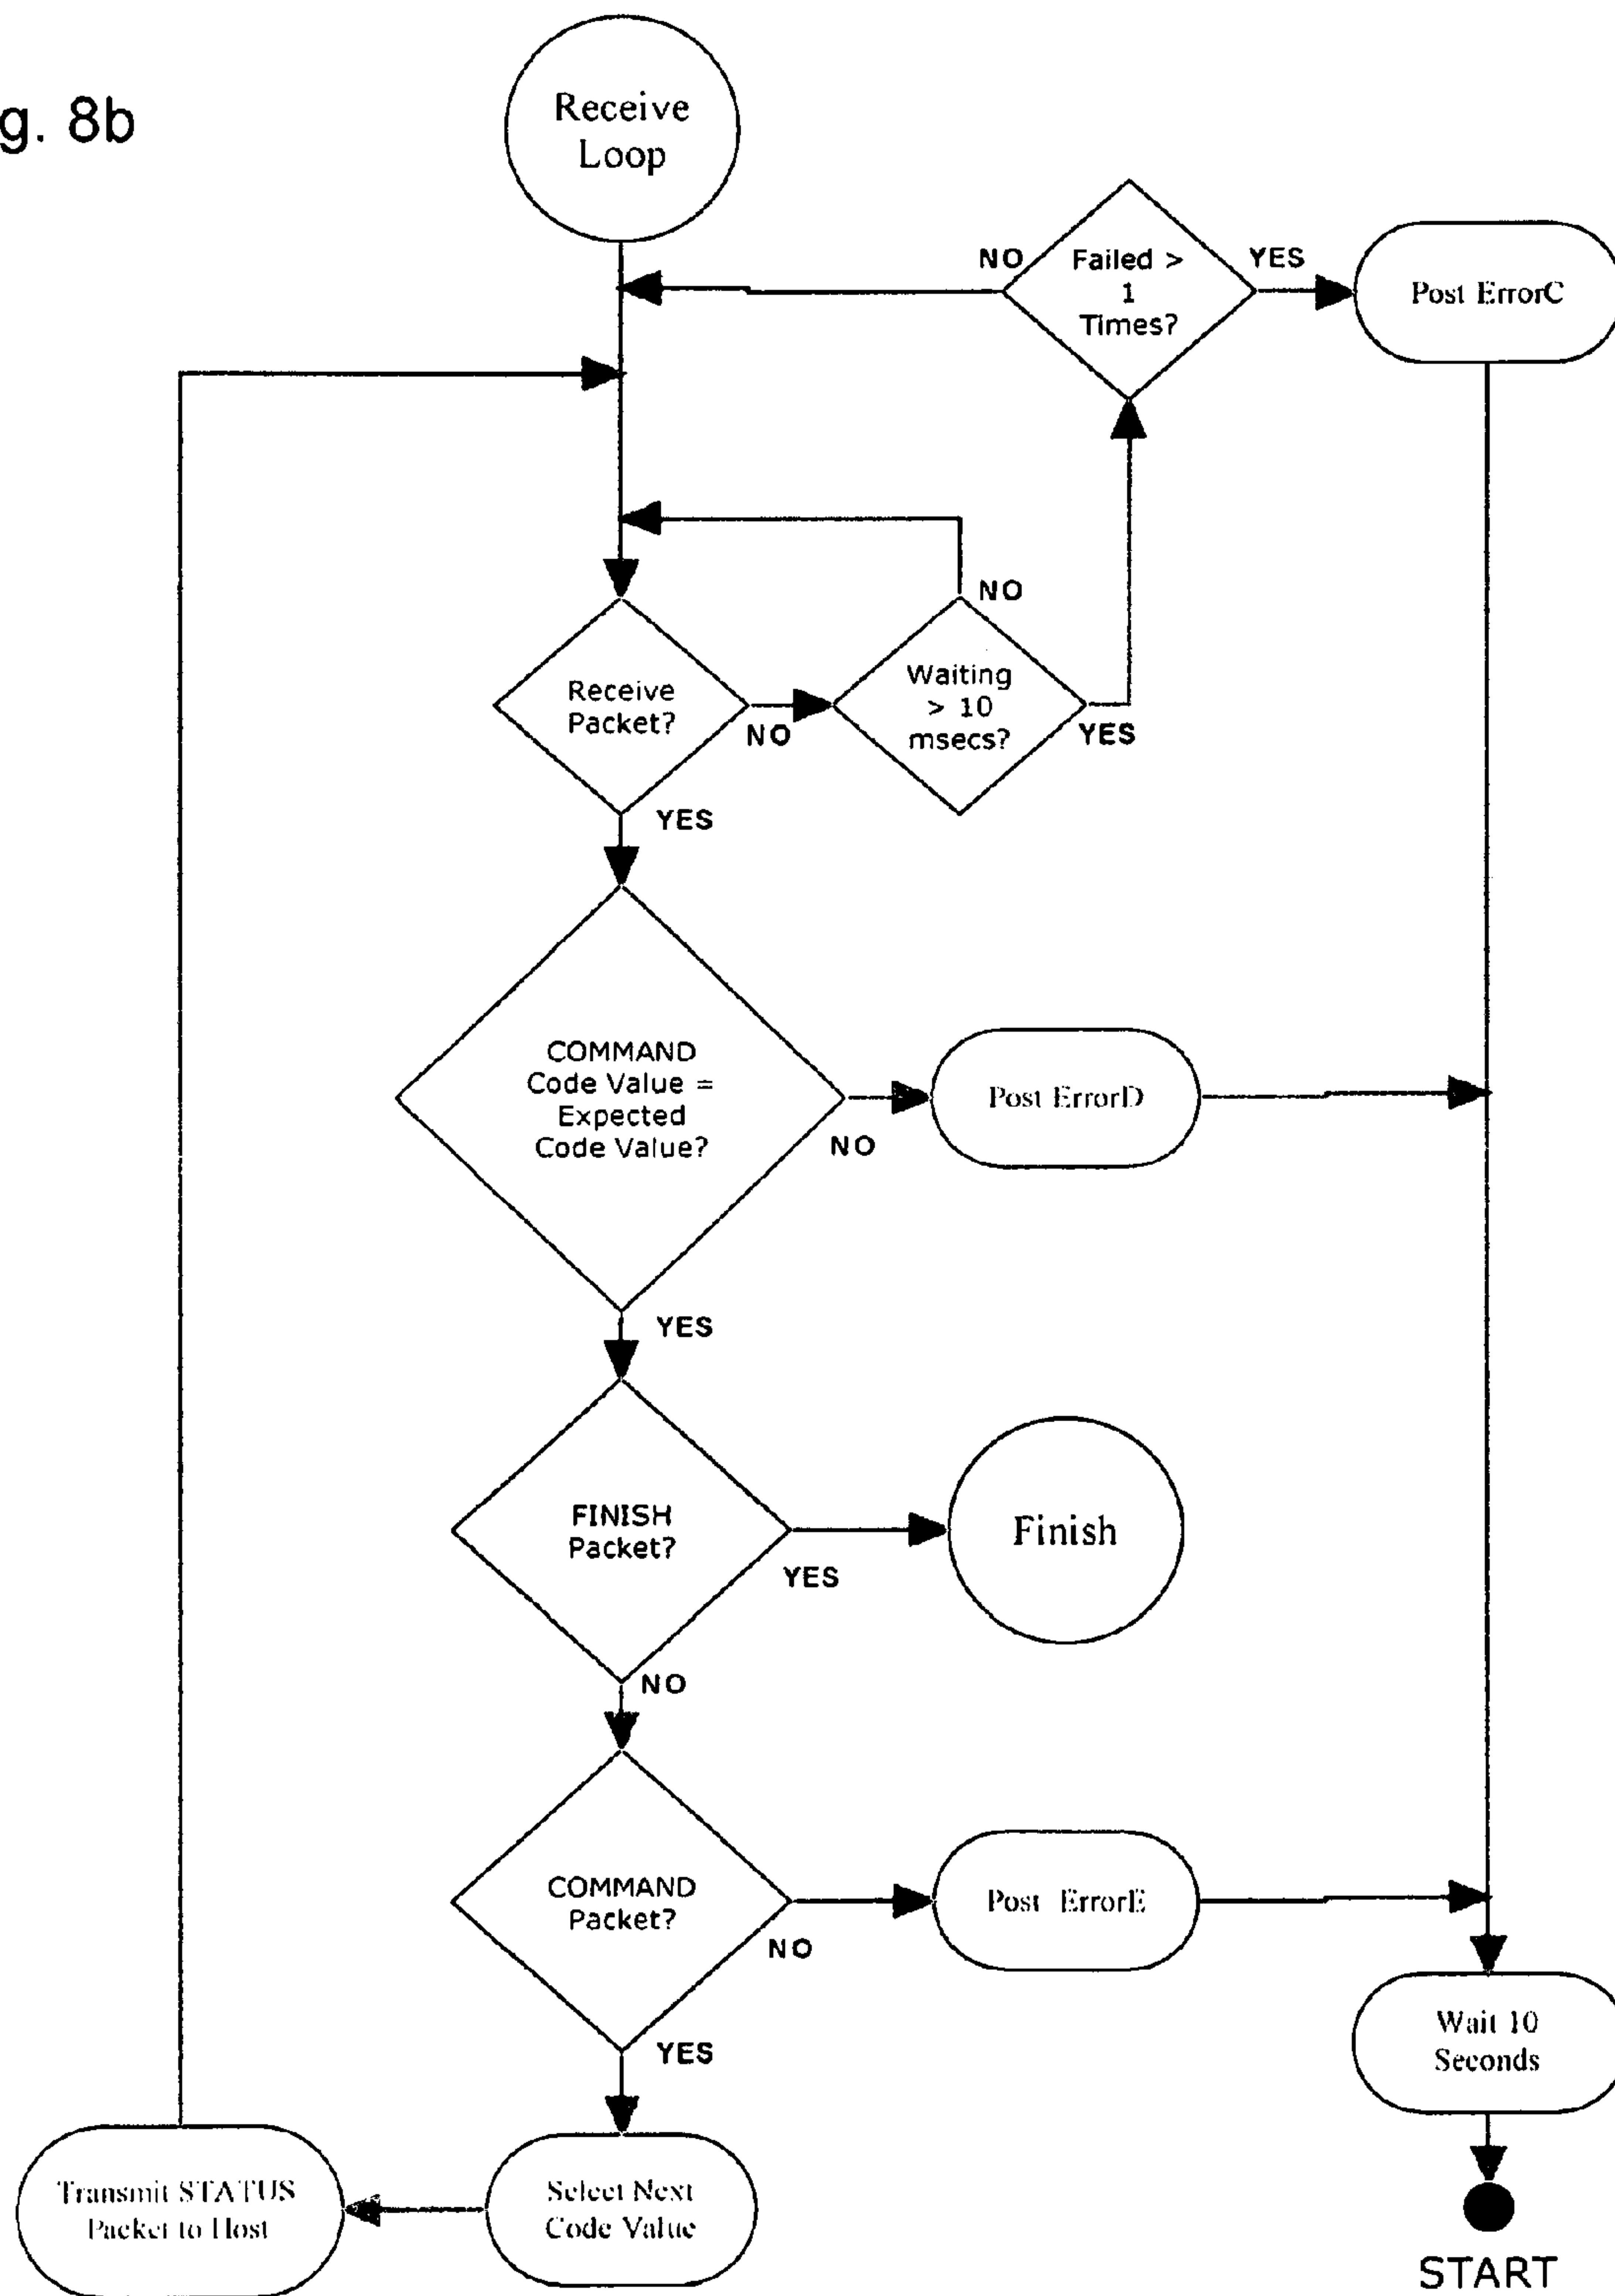 g. 8b
Receive
Loop
NO
Failed >
1
Times?
YES
Post ErrorC
NO
Receive
Packet?
NO
Waiting
> 10
msecs?
YES
YES
COMMAND
Code Value =
Expected
Code Value?
NO
Post ErrorD
YES
FINISH
Packet?
YES
Finish
NO
COMMAND
Packet?
NO
Post ErrorE
YES
Wait 10
Seconds
Transmit STATUS
Packet to Host
Select Next
Code Value
START